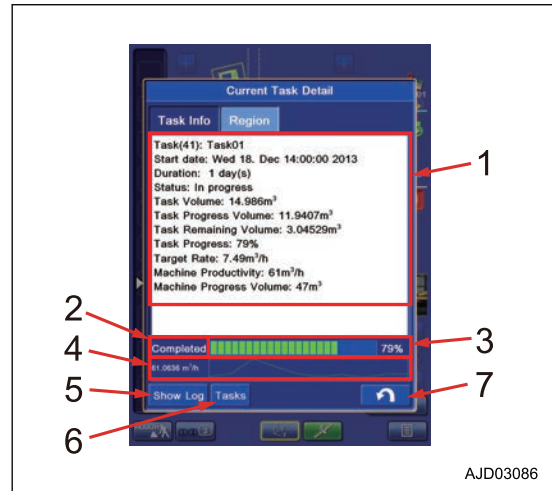 Current Task Detail
Task Info Region
Task(41): Task01
Start date: Wed 18. Dec 14:00:00 2013
Duration: 1 day(s)
Status: In progress
Task Volume: 14.986m³
Task Progress Volume: 11.9407m³
Task Remaining Volume: 3.04529m³
Task Progress: 79%
Target Rate: 7.49m³/h
Machine Productivity: 61m³/h
Machine Progress Volume: 47m³
1
2
Completed 79%
3
4
61.0636 m³/h
5
Show Log Tasks
6
7
AJD03086